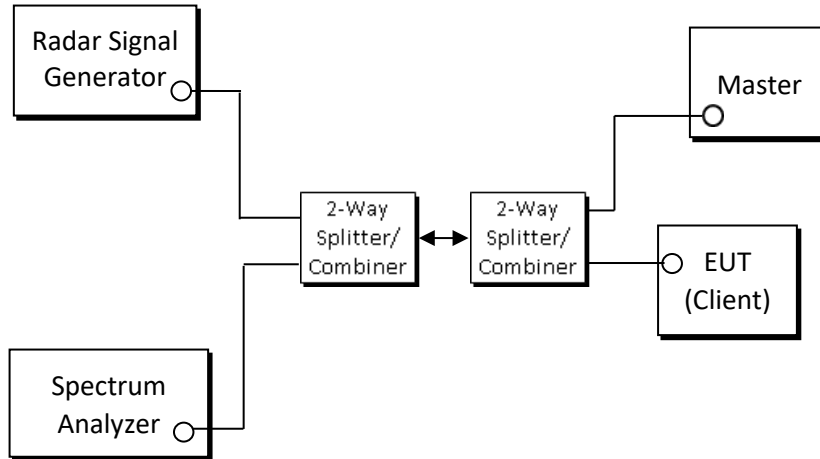 Radar Signal
Generator
Master
2-Way
Splitter/
Combiner
2-Way
Splitter/
Combiner
EUT
(Client)
Spectrum
Analyzer